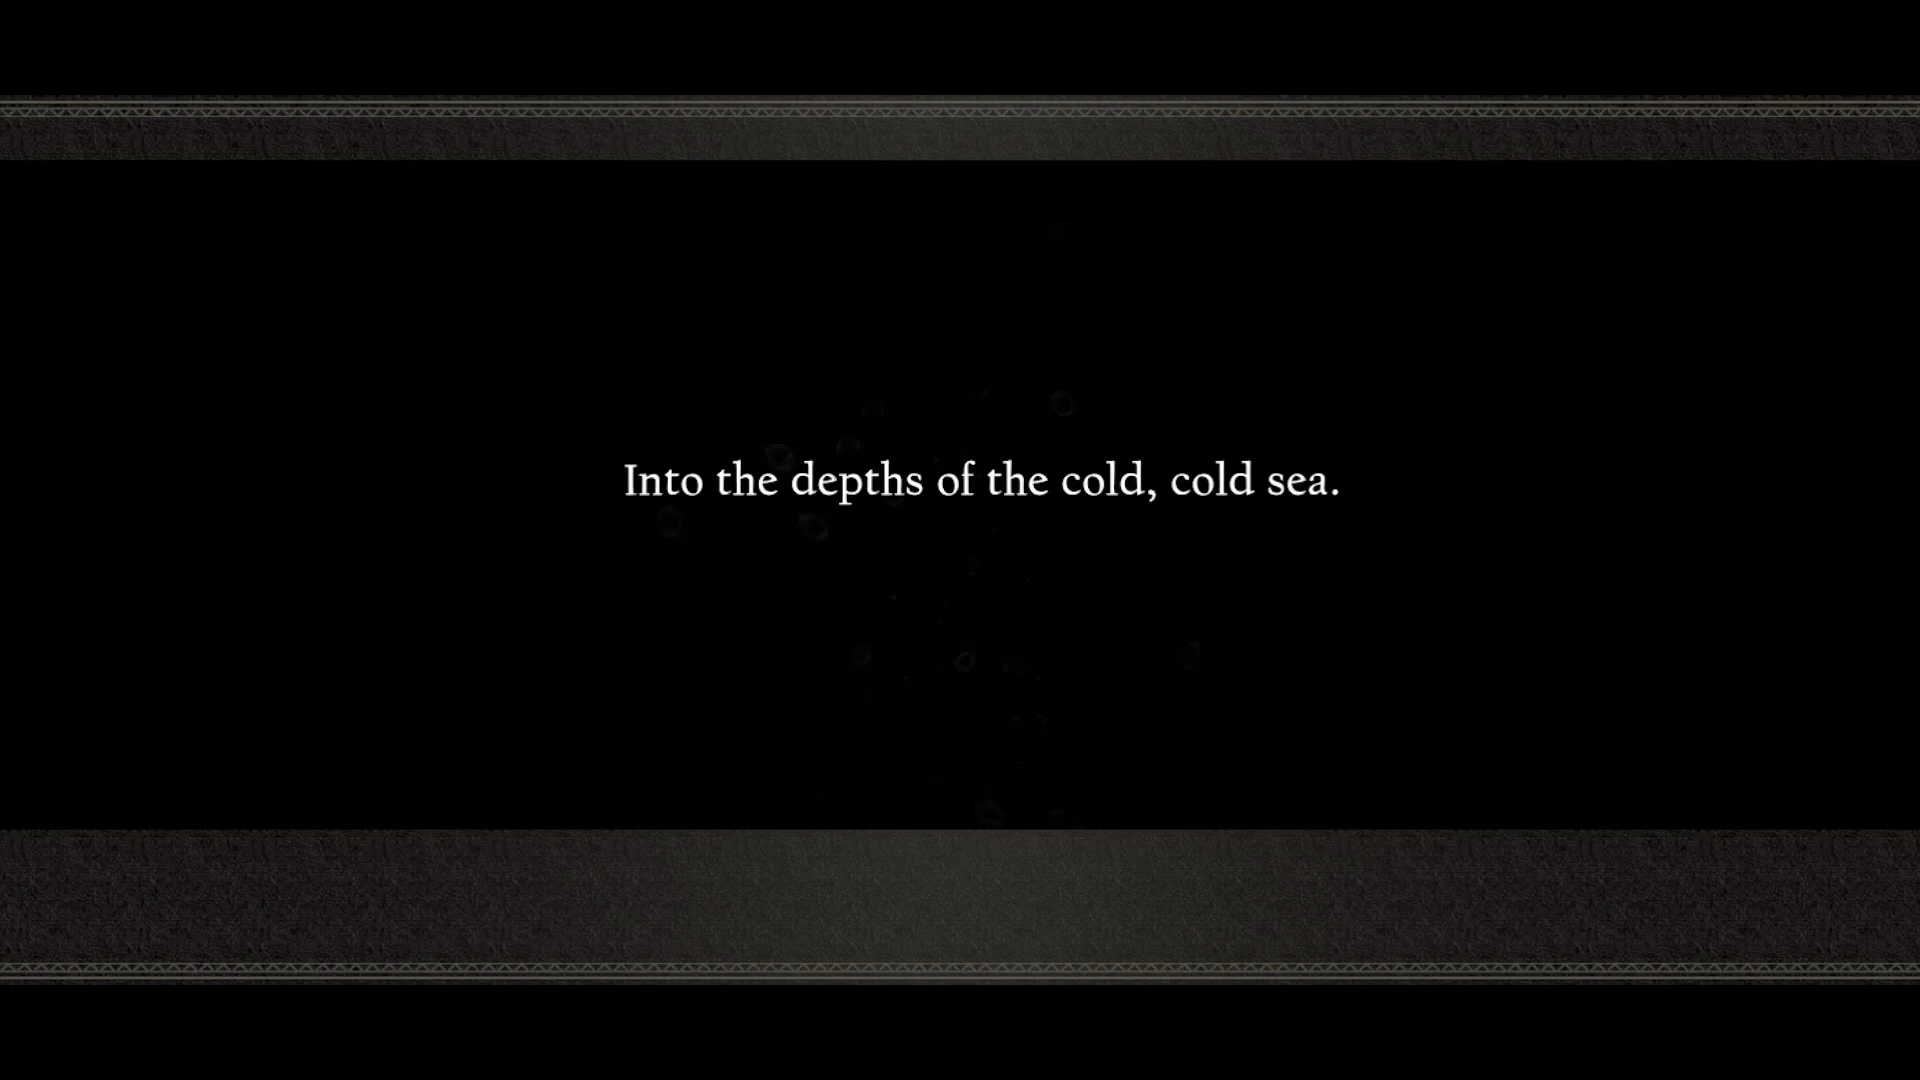 Into the depths of the cold, cold sea.